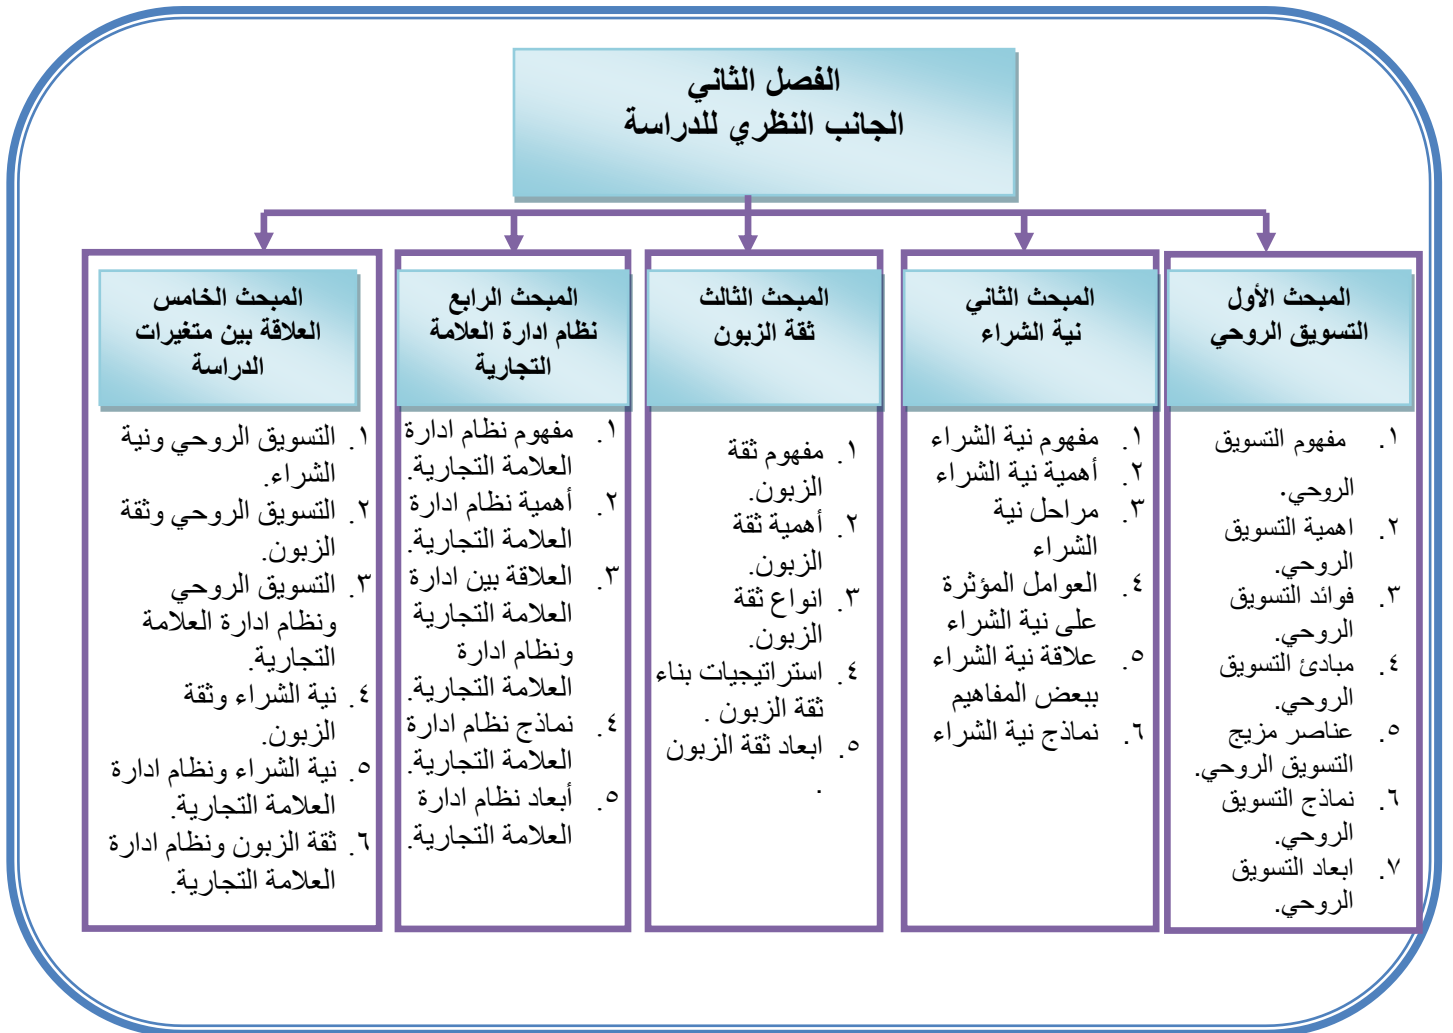 الفصل الثاني
الجانب النظري للدراسة
المبحث الأول
التسويق الروحي
١. مفهوم التسويق
الروحي.
٢. اهمية التسويق
الروحي.
٣. فوائد التسويق
الروحي.
٤. مبادئ التسويق
الروحي.
٥. عناصر مزيج
التسويق الروحي.
٦. نماذج التسويق
الروحي.
٧. ابعاد التسويق
الروحي.
المبحث الثاني
نية الشراء
١. مفهوم نية الشراء
٢. أهمية نية الشراء
٣. مراحل نية
الشراء
٤. العوامل المؤثرة
على نية الشراء
٥. علاقة نية الشراء
ببعض المفاهيم
٦. نماذج نية الشراء
المبحث الثالث
ثقة الزبون
١. مفهوم ثقة
الزبون.
٢. أهمية ثقة
الزبون.
٣. انواع ثقة
الزبون.
٤. استراتيجيات بناء
ثقة الزبون .
٥. ابعاد ثقة الزبون
.
المبحث الرابع
نظام ادارة العلامة
التجارية
١. مفهوم نظام ادارة
العلامة التجارية.
٢. أهمية نظام ادارة
العلامة التجارية.
٣. العلاقة بين ادارة
العلامة التجارية
ونظام ادارة
العلامة التجارية.
٤. نماذج نظام ادارة
العلامة التجارية.
٥. أبعاد نظام ادارة
العلامة التجارية.
المبحث الخامس
العلاقة بين متغيرات
الدراسة
١. التسويق الروحي ونية
الشراء.
٢. التسويق الروحي وثقة
الزبون.
٣. التسويق الروحي
ونظام ادارة العلامة
التجارية.
٤. نية الشراء وثقة
الزبون.
٥. نية الشراء ونظام ادارة
العلامة التجارية.
٦. ثقة الزبون ونظام ادارة
العلامة التجارية.